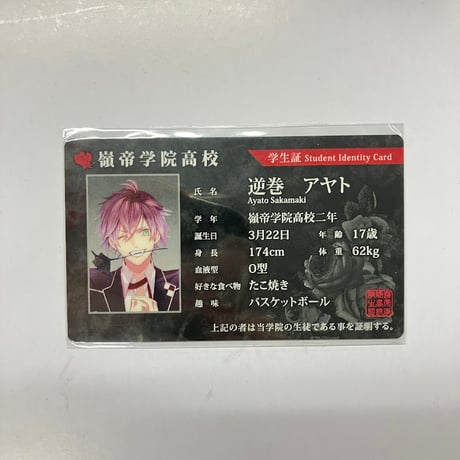 嶺帝学院高校
学生証 Student Identity Card
氏名 逆巻 アヤト
Ayato Sakamaki
学年 嶺帝学院高校二年
誕生日 3月22日 年齢 17歳
身長 174cm 体重 62kg
血液型 O型
好きな食べ物 たこ焼き
趣味 バスケットボール
上記の者は当学院の生徒である事を証明する。